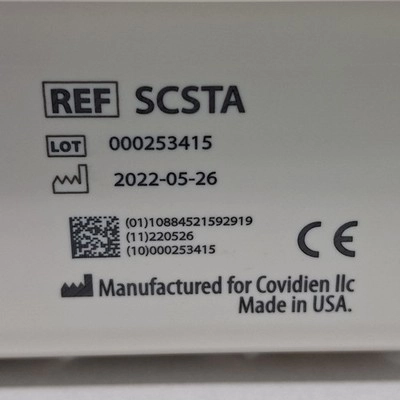 REF SCSTA
LOT 000253415
2022-05-26
(01)10884521592919
(11)220526
(10)000253415
CE
Manufactured for Covidien llc
Made in USA.